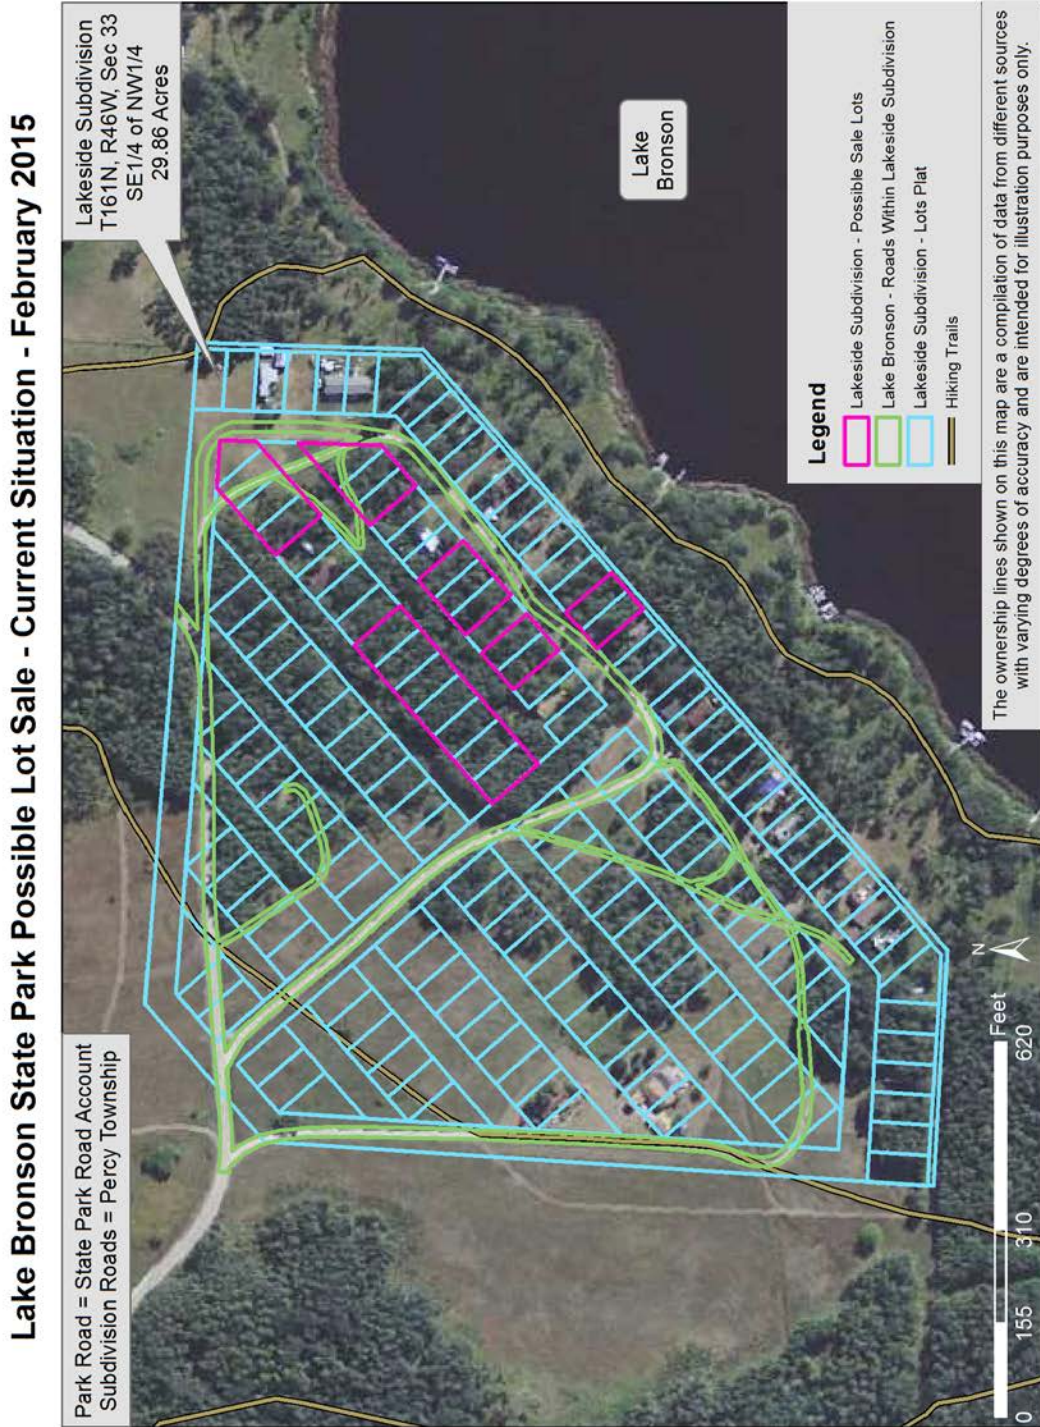 Lake Bronson State Park Possible Lot Sale - Current Situation - February 2015
Park Road = State Park Road Account
Subdivision Roads = Percy Township
Lakeside Subdivision
T161N, R46W, Sec 33
SE1/4 of NW1/4
29.86 Acres
Lake
Bronson
Legend
Lakeside Subdivision - Possible Sale Lots
Lake Bronson - Roads Within Lakeside Subdivision
Lakeside Subdivision - Lots Plat
Hiking Trails
N
Feet
0 155 310 620
The ownership lines shown on this map are a compilation of data from different sources
with varying degrees of accuracy and are intended for illustration purposes only.